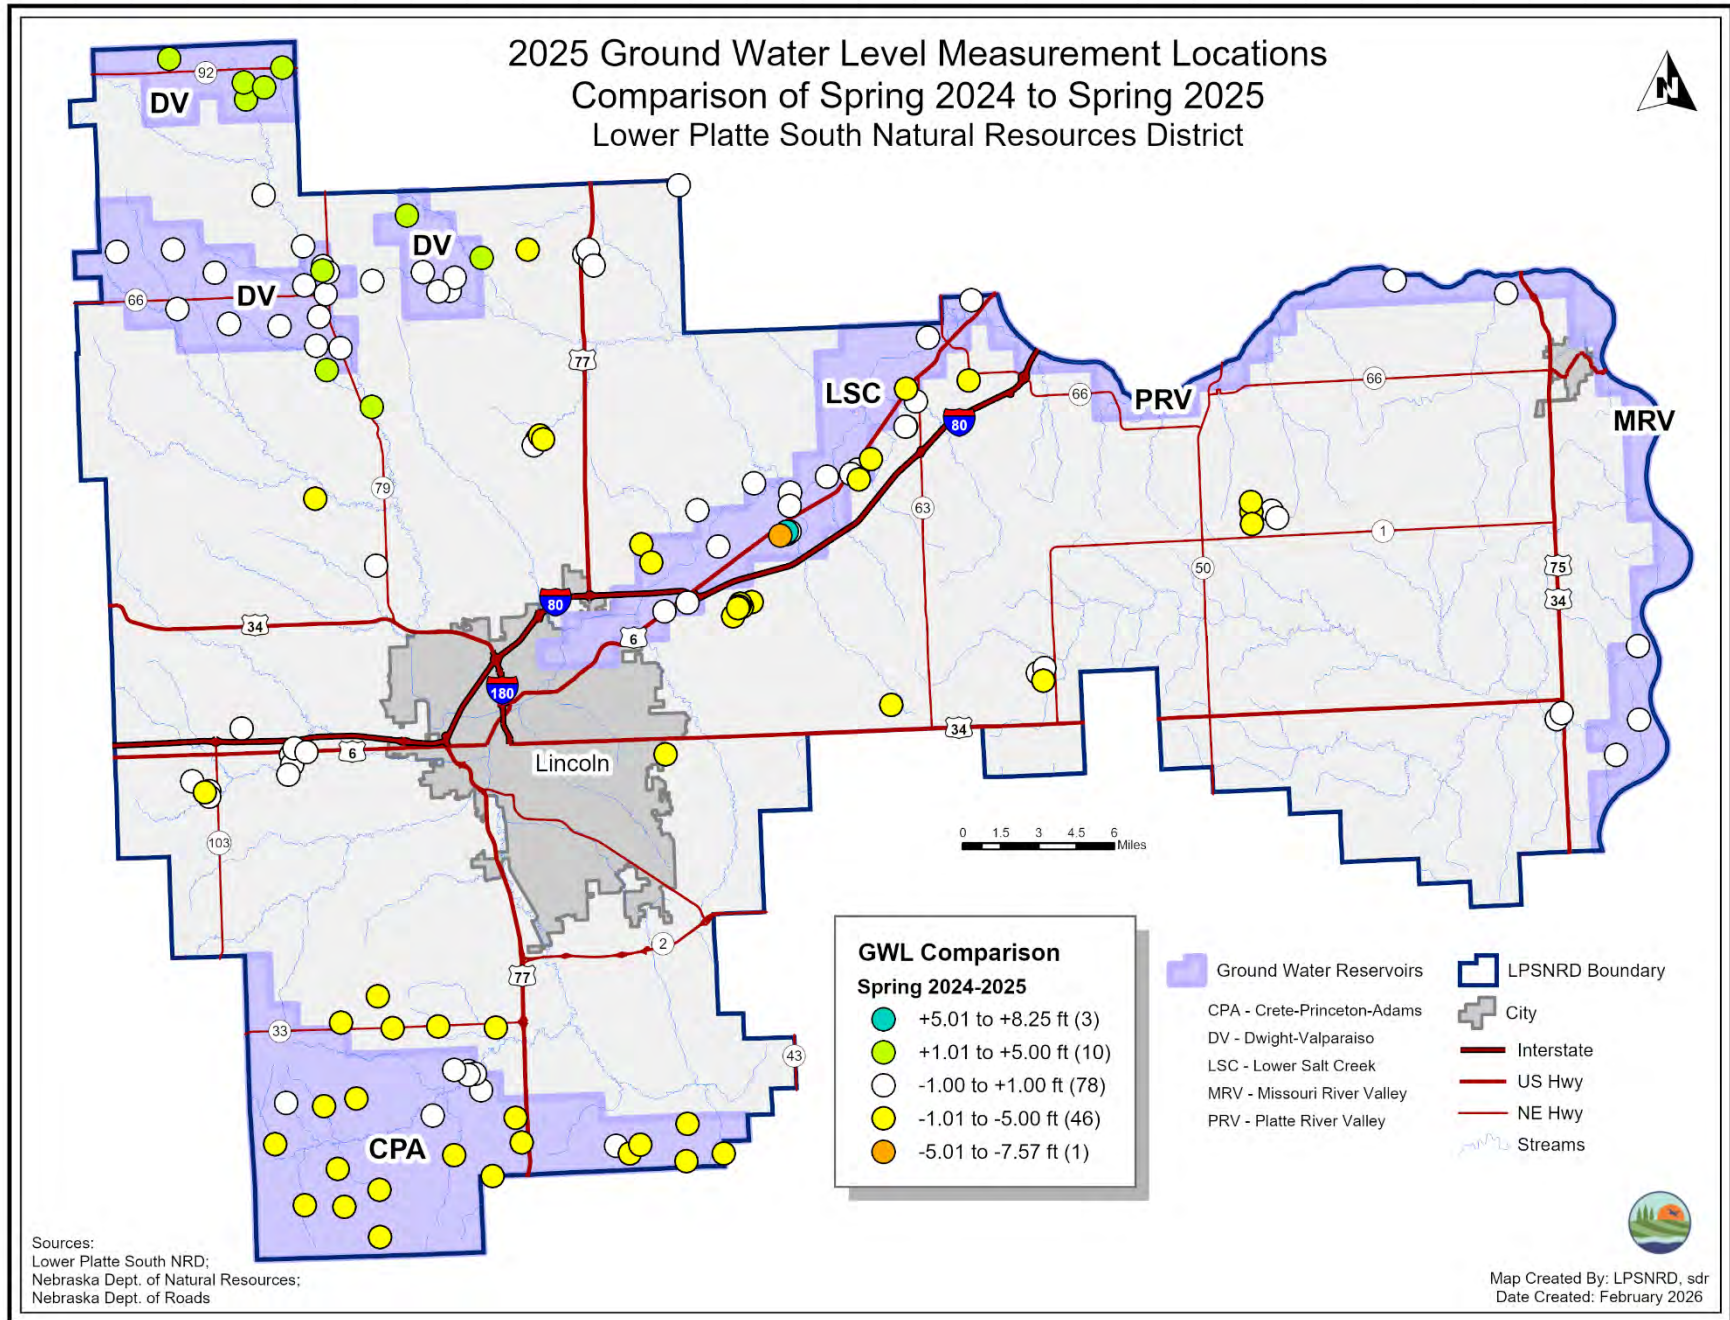 2025 Ground Water Level Measurement Locations
Comparison of Spring 2024 to Spring 2025
Lower Platte South Natural Resources District
N
92
DV
DV
DV
66
77
LSC
80
66
PRV
66
MRV
79
63
1
50
75
34
34
80
6
180
34
6
Lincoln
103
0 1.5 3 4.5 6
Miles
2
77
33
43
CPA
GWL Comparison
Spring 2024-2025
+5.01 to +8.25 ft (3)
+1.01 to +5.00 ft (10)
-1.00 to +1.00 ft (78)
-1.01 to -5.00 ft (46)
-5.01 to -7.57 ft (1)
Ground Water Reservoirs
CPA - Crete-Princeton-Adams
DV - Dwight-Valparaiso
LSC - Lower Salt Creek
MRV - Missouri River Valley
PRV - Platte River Valley
LPSNRD Boundary
City
Interstate
US Hwy
NE Hwy
Streams
Sources:
Lower Platte South NRD;
Nebraska Dept. of Natural Resources;
Nebraska Dept. of Roads
Map Created By: LPSNRD, sdr
Date Created: February 2026